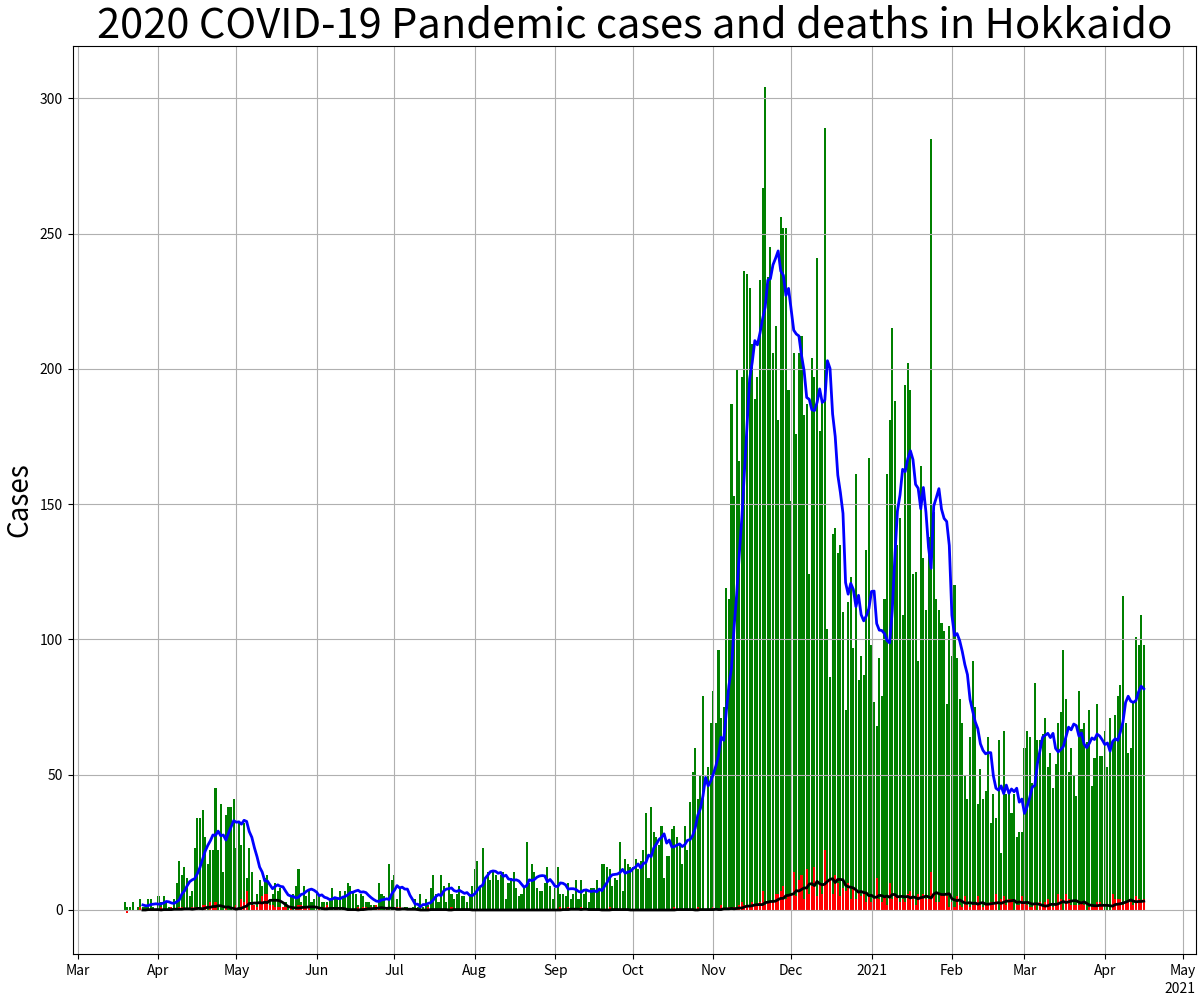 2020 COVID-19 Pandemic cases and deaths in Hokkaido
Cases
300
250
200
150
100
50
0
Mar Apr May Jun Jul Aug Sep Oct Nov Dec 2021 Feb Mar Apr May
2021